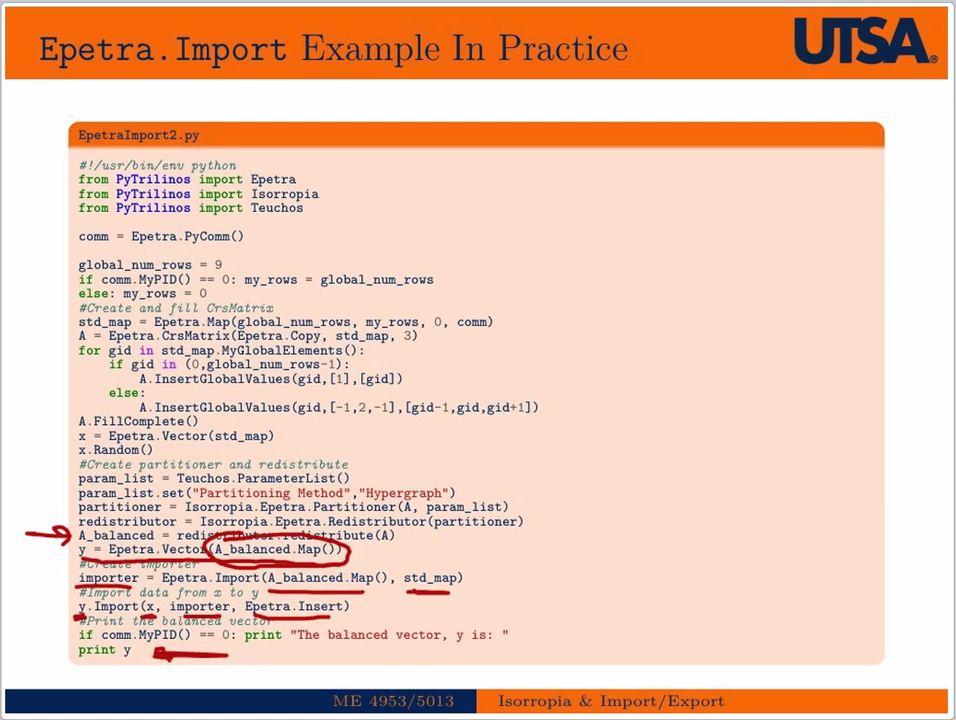 Epetra.Import Example In Practice
UTSA®
EpetraImport2.py
#!/usr/bin/env python
from PyTrilinos import Epetra
from PyTrilinos import Isorropia
from PyTrilinos import Teuchos
comm = Epetra.PyComm()
global_num_rows = 9
if comm.MyPID() == 0: my_rows = global_num_rows
else: my_rows = 0
#Create and fill CrsMatrix
std_map = Epetra.Map(global_num_rows, my_rows, 0, comm)
A = Epetra.CrsMatrix(Epetra.Copy, std_map, 3)
for gid in std_map.MyGlobalElements():
    if gid in (0,global_num_rows-1):
        A.InsertGlobalValues(gid,[1],[gid])
    else:
        A.InsertGlobalValues(gid,[-1,2,-1],[gid-1,gid,gid+1])
A.FillComplete()
x = Epetra.Vector(std_map)
x.Random()
#Create partitioner and redistribute
param_list = Teuchos.ParameterList()
param_list.set("Partitioning Method","Hypergraph")
partitioner = Isorropia.Epetra.Partitioner(A, param_list)
redistributor = Isorropia.Epetra.Redistributor(partitioner)
A_balanced = redistributor.redistribute(A)
y = Epetra.Vector(A_balanced.Map())
#Create importer
importer = Epetra.Import(A_balanced.Map(), std_map)
#Import data from x to y
y.Import(x, importer, Epetra.Insert)
#Print the balanced vector
if comm.MyPID() == 0: print "The balanced vector, y is: "
print y
ME 4953/5013
Isorropia & Import/Export